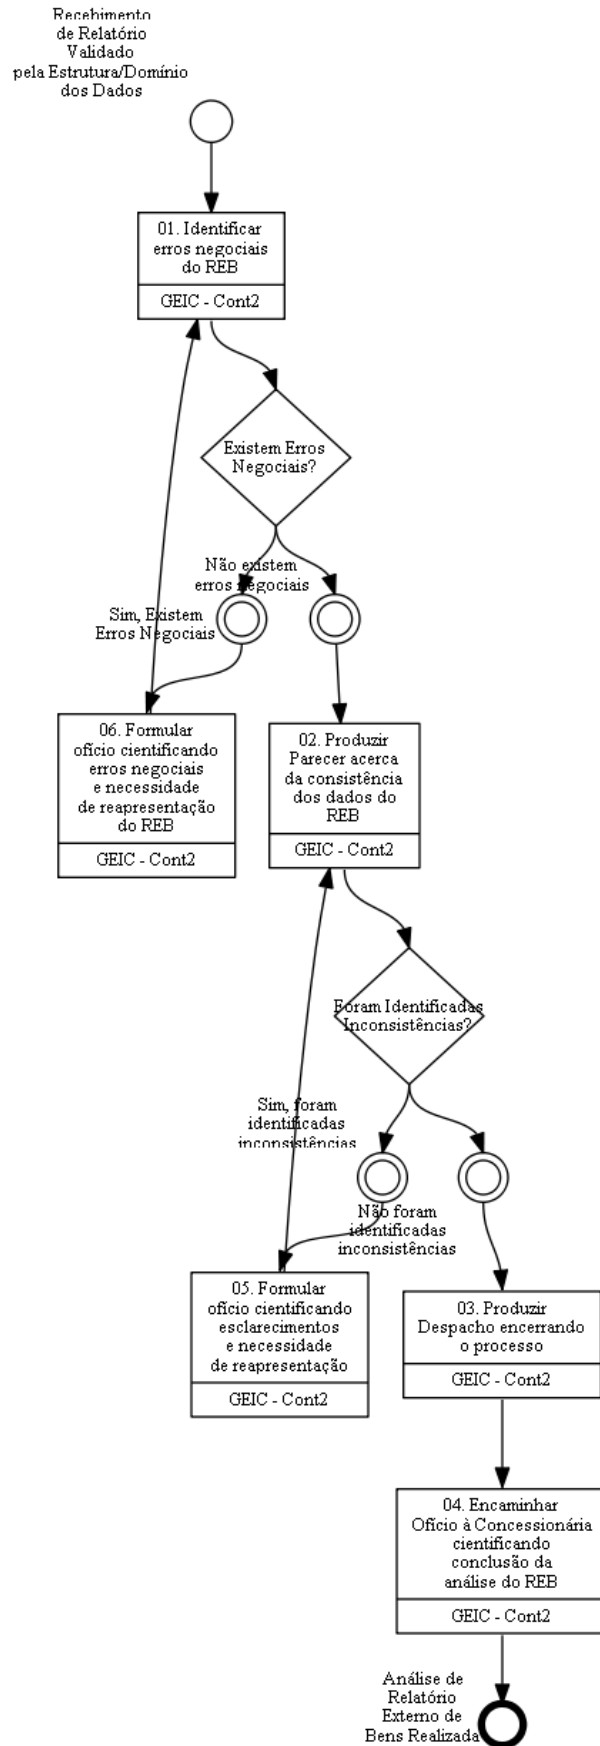 Recebimento
de Relatório
Validado
pela Estrutura/Domínio
dos Dados
01. Identificar
erros negociais
do REB
GEIC - Cont2
Existem Erros
Negociais?
Não existem
erros negociais
Sim, Existem
Erros Negociais
06. Formular
ofício cientificando
erros negociais
e necessidade
de reapresentação
do REB
GEIC - Cont2
02. Produzir
Parecer acerca
da consistência
dos dados do
REB
GEIC - Cont2
Foram Identificadas
Inconsistências?
Sim, foram
identificadas
inconsistências
Não foram
identificadas
inconsistências
05. Formular
ofício cientificando
esclarecimentos
e necessidade
de reapresentação
GEIC - Cont2
03. Produzir
Despacho encerrando
o processo
GEIC - Cont2
04. Encaminhar
Ofício à Concessionária
cientificando
conclusão da
análise do REB
GEIC - Cont2
Análise de
Relatório
Externo de
Bens Realizada